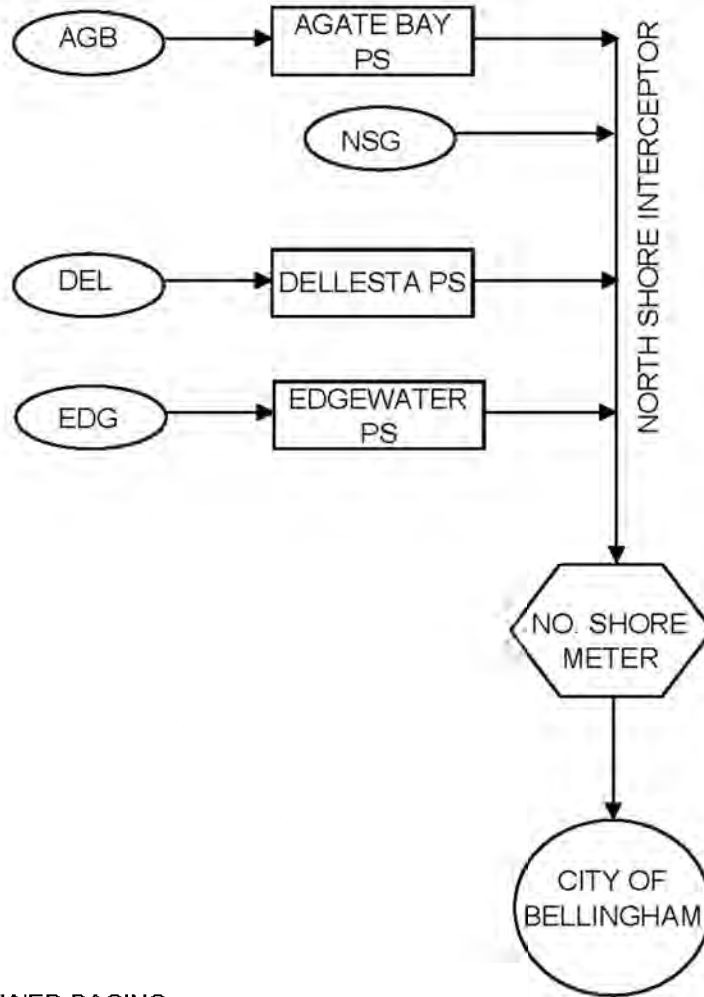 AGB
AGATE BAY
PS
NSG
NORTH SHORE INTERCEPTOR
DEL
DELLESTA PS
EDG
EDGEWATER
PS
NO. SHORE
METER
CITY OF
BELLINGHAM